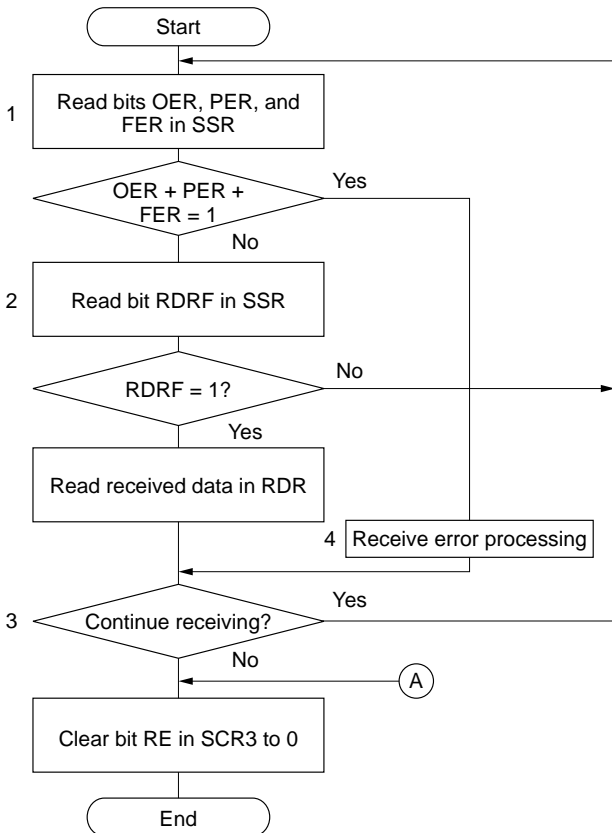 Start
1
Read bits OER, PER, and
FER in SSR
OER + PER +
FER = 1
Yes
No
2
Read bit RDRF in SSR
RDRF = 1?
No
Yes
Read received data in RDR
4
Receive error processing
3
Continue receiving?
Yes
No
A
Clear bit RE in SCR3 to 0
End